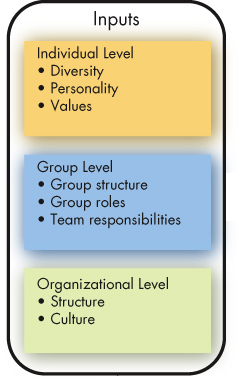 Inputs
Individual Level
• Diversity
• Personality
• Values
Group Level
• Group structure
• Group roles
• Team responsibilities
Organizational Level
• Structure
• Culture